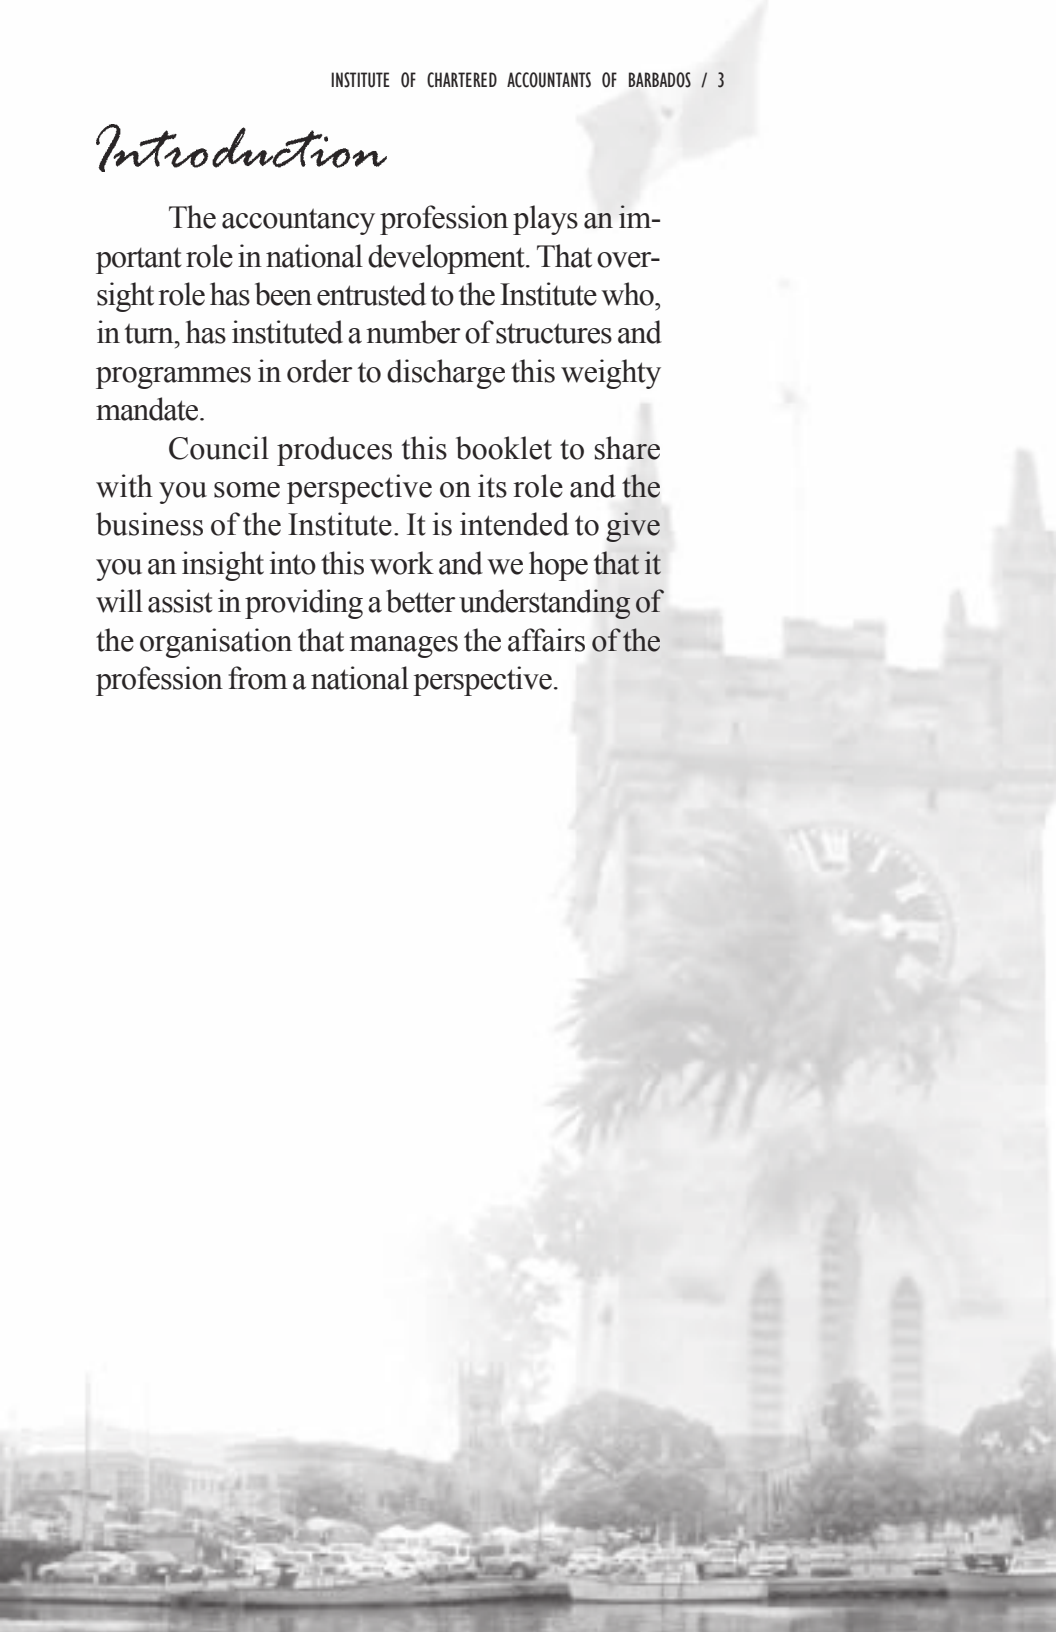 INSTITUTE OF CHARTERED ACCOUNTANTS OF BARBADOS / 3
Introduction
The accountancy profession plays an im-
portant role in national development. That over-
sight role has been entrusted to the Institute who,
in turn, has instituted a number of structures and
programmes in order to discharge this weighty
mandate.
Council produces this booklet to share
with you some perspective on its role and the
business of the Institute. It is intended to give
you an insight into this work and we hope that it
will assist in providing a better understanding of
the organisation that manages the affairs of the
profession from a national perspective.